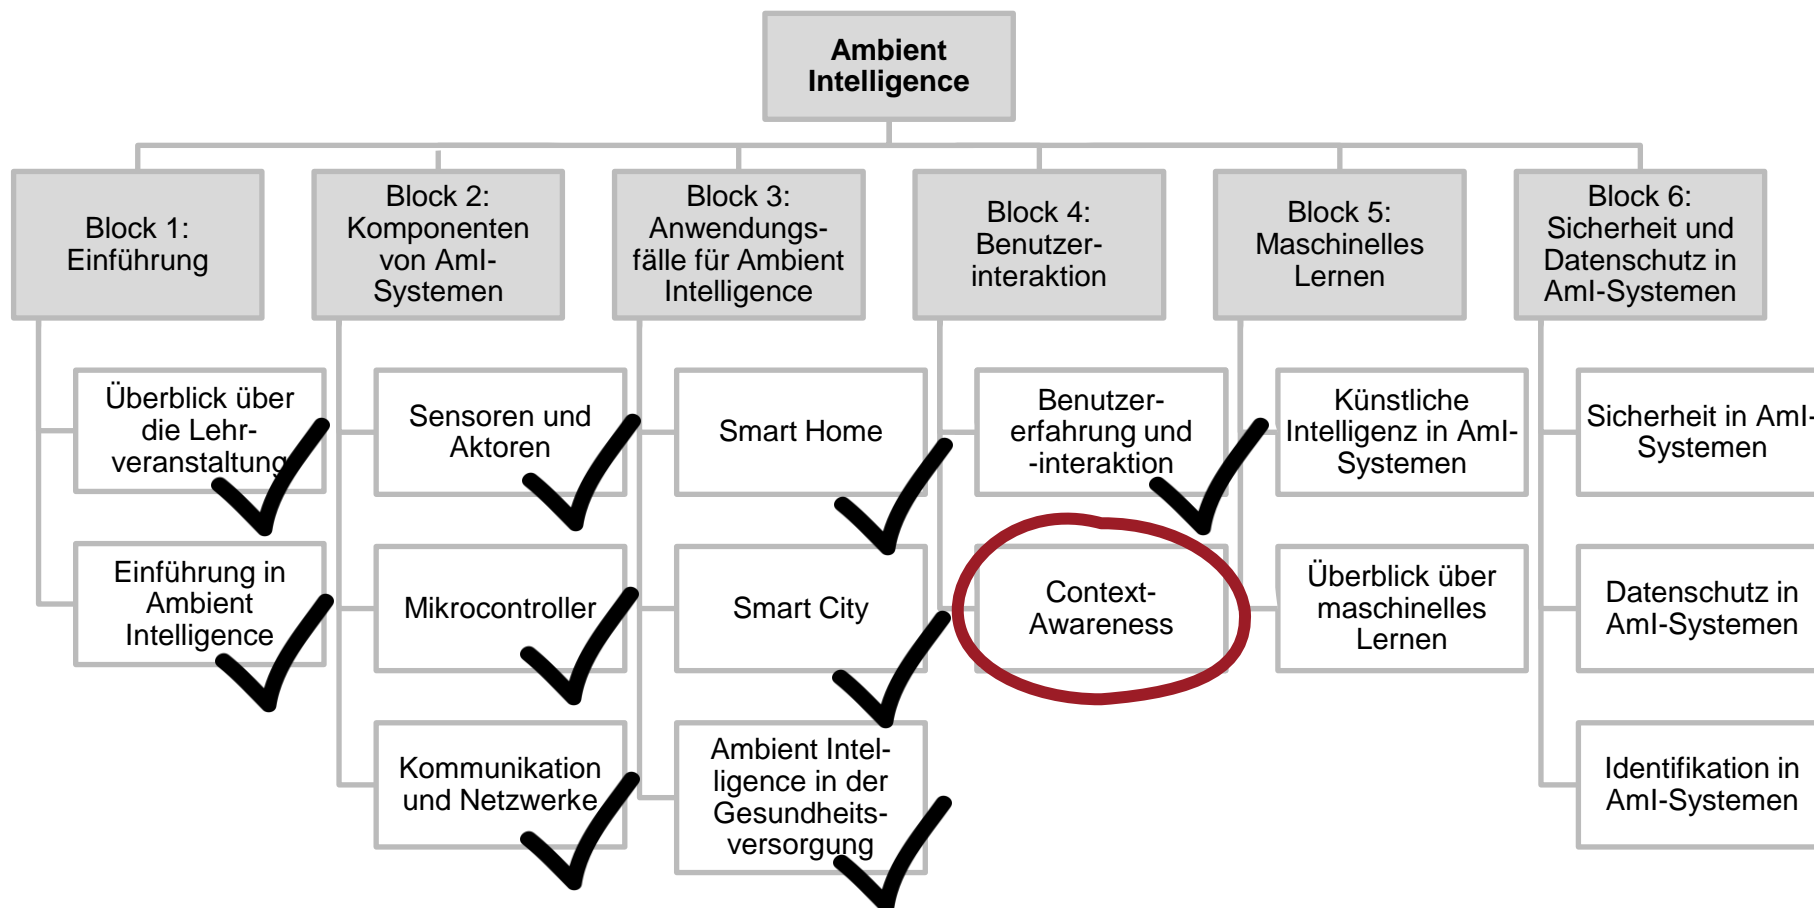 Ambient
Intelligence
Block 1:
Einführung
Block 2:
Komponenten
von AmI-
Systemen
Block 3:
Anwendungs-
fälle für Ambient
Intelligence
Block 4:
Benutzer-
interaktion
Block 5:
Maschinelles
Lernen
Block 6:
Sicherheit und
Datenschutz in
AmI-Systemen
Überblick über
die Lehr-
veranstaltung
Einführung in
Ambient
Intelligence
Sensoren und
Aktoren
Mikrocontroller
Kommunikation
und Netzwerke
Smart Home
Smart City
Ambient Intel-
ligence in der
Gesundheits-
versorgung
Benutzer-
erfahrung und
-interaktion
Context-
Awareness
Künstliche
Intelligenz in AmI-
Systemen
Überblick über
maschinelles
Lernen
Sicherheit in AmI-
Systemen
Datenschutz in
AmI-Systemen
Identifikation in
AmI-Systemen